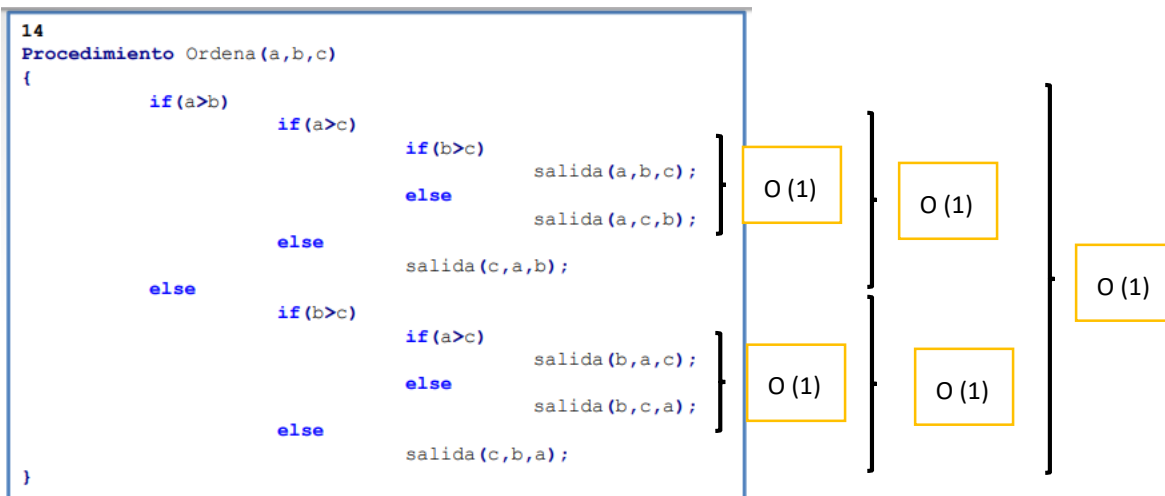 14
Procedimiento Ordena(a,b,c)
{
if(a>b)
if(a>c)
if(b>c)
salida(a,b,c);
else
salida(a,c,b);
else
salida(c,a,b);
else
if(b>c)
if(a>c)
salida(b,a,c);
else
salida(b,c,a);
else
salida(c,b,a);
}
O (1)
O (1)
O (1)
O (1)
O (1)